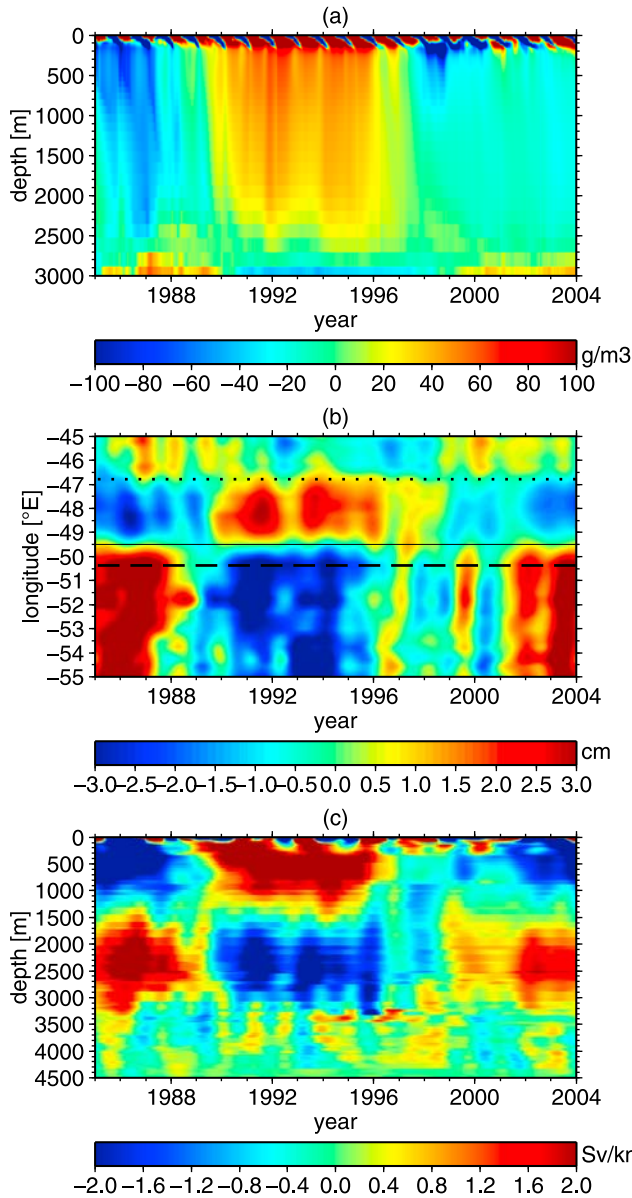 (a)
0
500
1000
1500
2000
2500
3000
depth [m]
1988 1992 1996 2000 2004
year
g/m3
−100 −80 −60 −40 −20 0 20 40 60 80 100
(b)
−45
−46
−47
−48
−49
−50
−51
−52
−53
−54
−55
longitude [°E]
1988 1992 1996 2000 2004
year
cm
−3.0 −2.5 −2.0 −1.5 −1.0 −0.5 0.0 0.5 1.0 1.5 2.0 2.5 3.0
(c)
0
500
1000
1500
2000
2500
3000
3500
4000
4500
depth [m]
1988 1992 1996 2000 2004
year
Sv/kr
−2.0 −1.6 −1.2 −0.8 −0.4 0.0 0.4 0.8 1.2 1.6 2.0